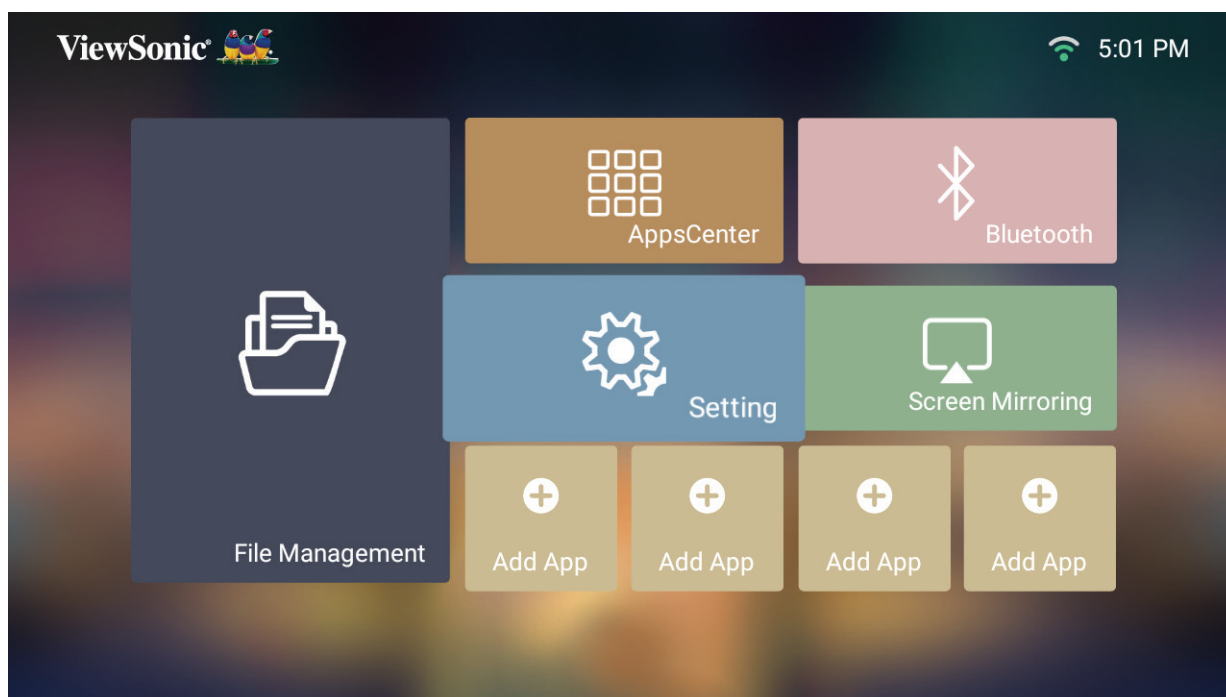 ViewSonic®
5:01 PM
AppsCenter
Bluetooth
Setting
Screen Mirroring
File Management
Add App
Add App
Add App
Add App